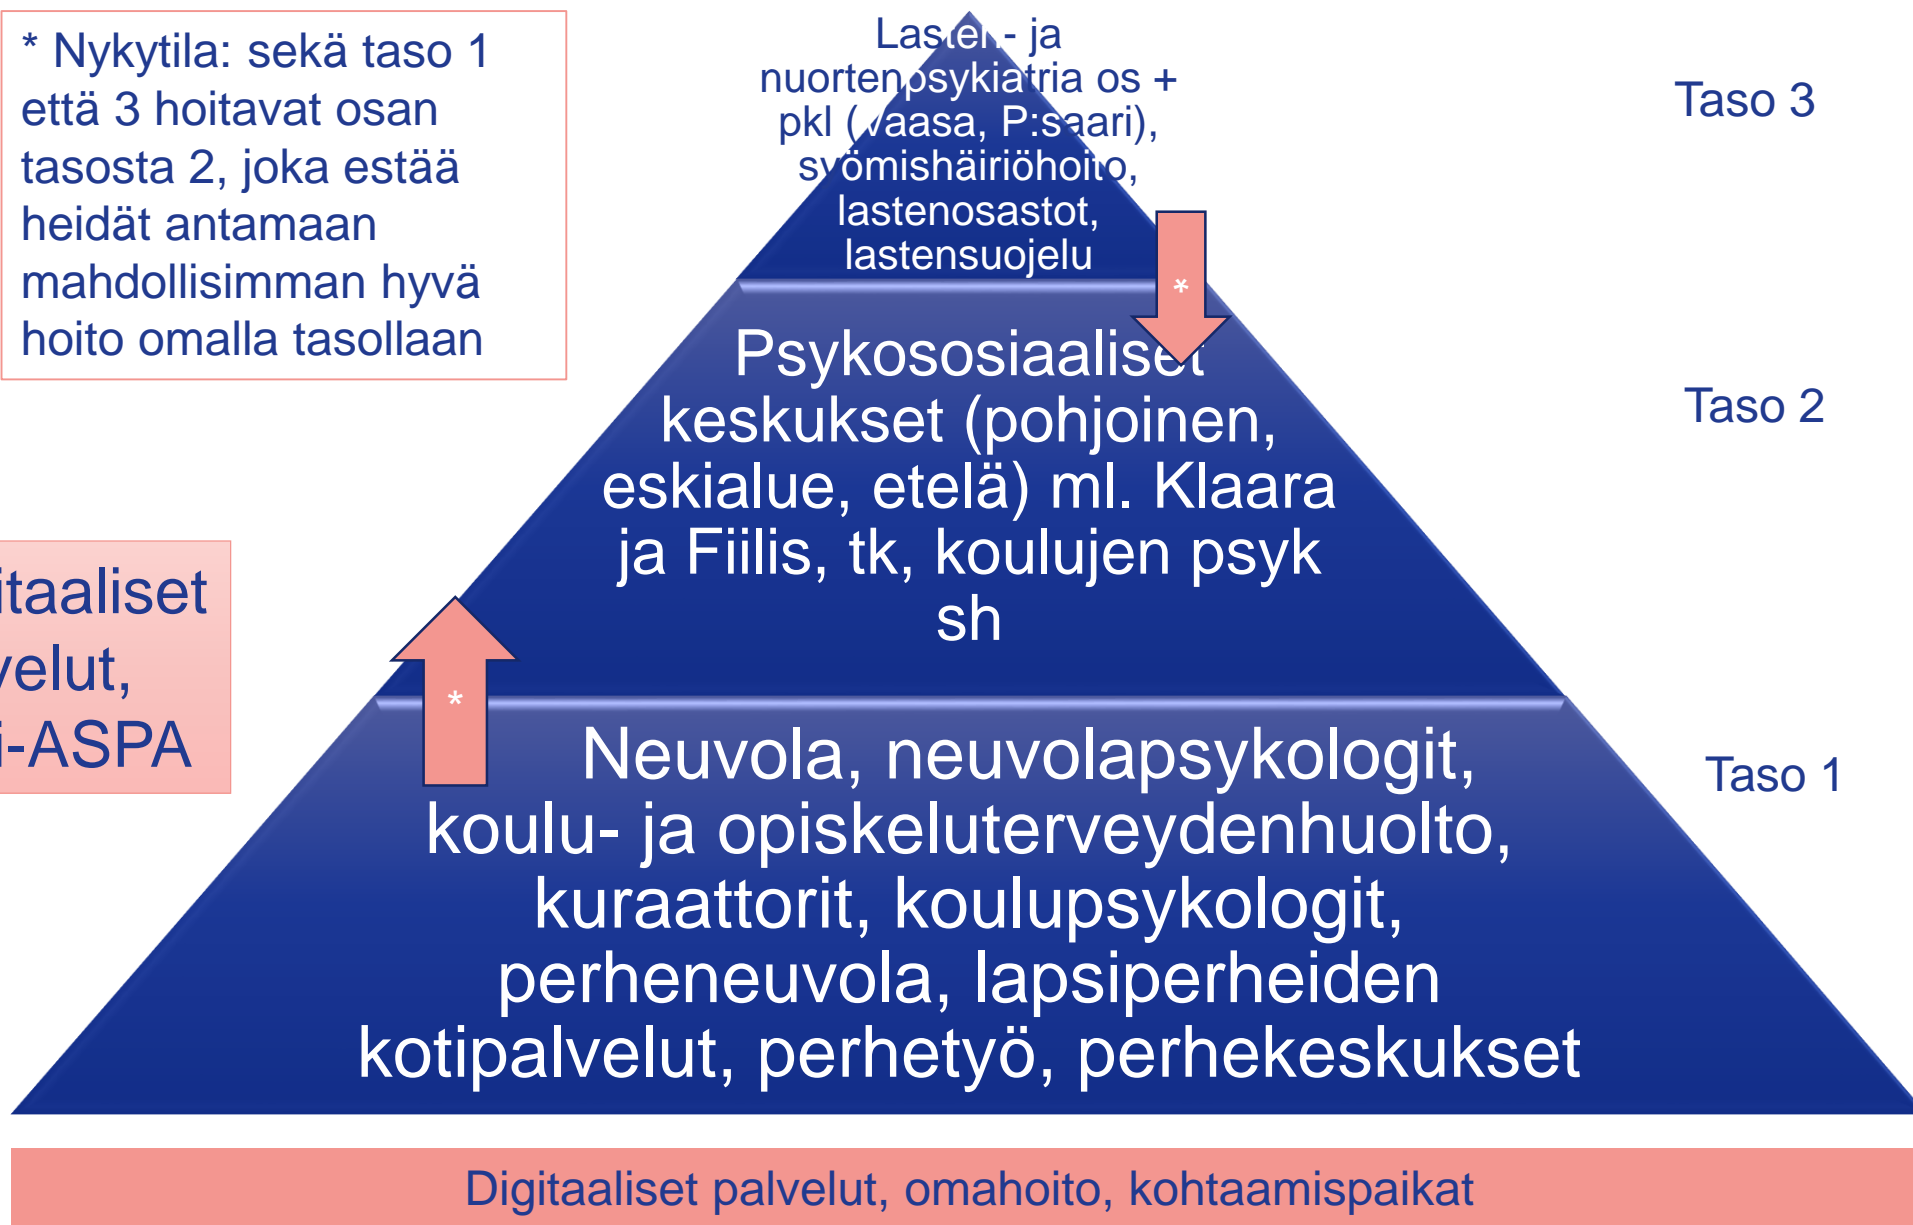 * Nykytila: sekä taso 1
että 3 hoitavat osan
tasosta 2, joka estää
heidät antamaan
mahdollisimman hyvä
hoito omalla tasollaan
Lasten- ja
nuortenpsykiatria os +
pkl (Vaasa, P:saari),
syömishäiriöhoito,
lastenosastot,
lastensuojelu
Taso 3
*
Psykososiaaliset
keskukset (pohjoinen,
eskialue, etelä) ml. Klaara
ja Fiilis, tk, koulujen psyk
sh
Taso 2
itaaliset
velut,
i-ASPA
*
Neuvola, neuvolapsykologit,
koulu- ja opiskeluterveydenhuolto,
kuraattorit, koulupsykologit,
perheneuvola, lapsiperheiden
kotipalvelut, perhetyö, perhekeskukset
Taso 1
Digitaaliset palvelut, omahoito, kohtaamispaikat